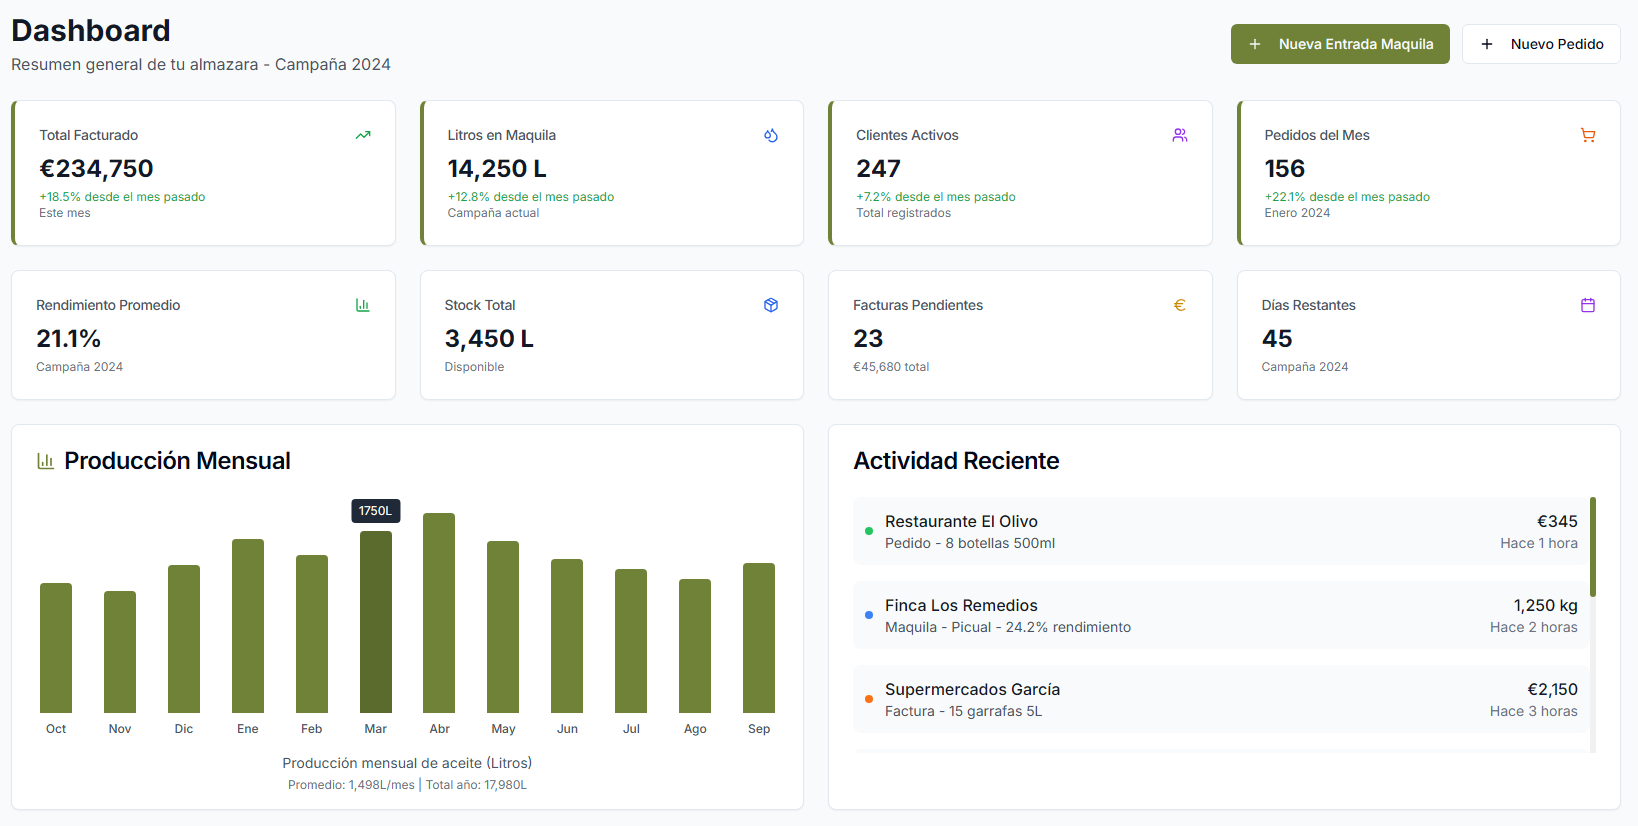 Dashboard
Resumen general de tu almazara - Campaña 2024
Nueva Entrada Maquila
Nuevo Pedido
Total Facturado
€234,750
+18.5% desde el mes pasado
Este mes
Litros en Maquila
14,250 L
+12.8% desde el mes pasado
Campaña actual
Clientes Activos
247
+7.2% desde el mes pasado
Total registrados
Pedidos del Mes
156
+22.1% desde el mes pasado
Enero 2024
Rendimiento Promedio
21.1%
Campaña 2024
Stock Total
3,450 L
Disponible
Facturas Pendientes
23
€45,680 total
Días Restantes
45
Campaña 2024
Producción Mensual
1750L
Oct Nov Dic Ene Feb Mar Abr May Jun Jul Ago Sep
Producción mensual de aceite (Litros)
Promedio: 1,498L/mes | Total año: 17,980L
Actividad Reciente
Restaurante El Olivo €345
Pedido - 8 botellas 500ml Hace 1 hora
Finca Los Remedios 1,250 kg
Maquila - Picual - 24.2% rendimiento Hace 2 horas
Supermercados García €2,150
Factura - 15 garrafas 5L Hace 3 horas